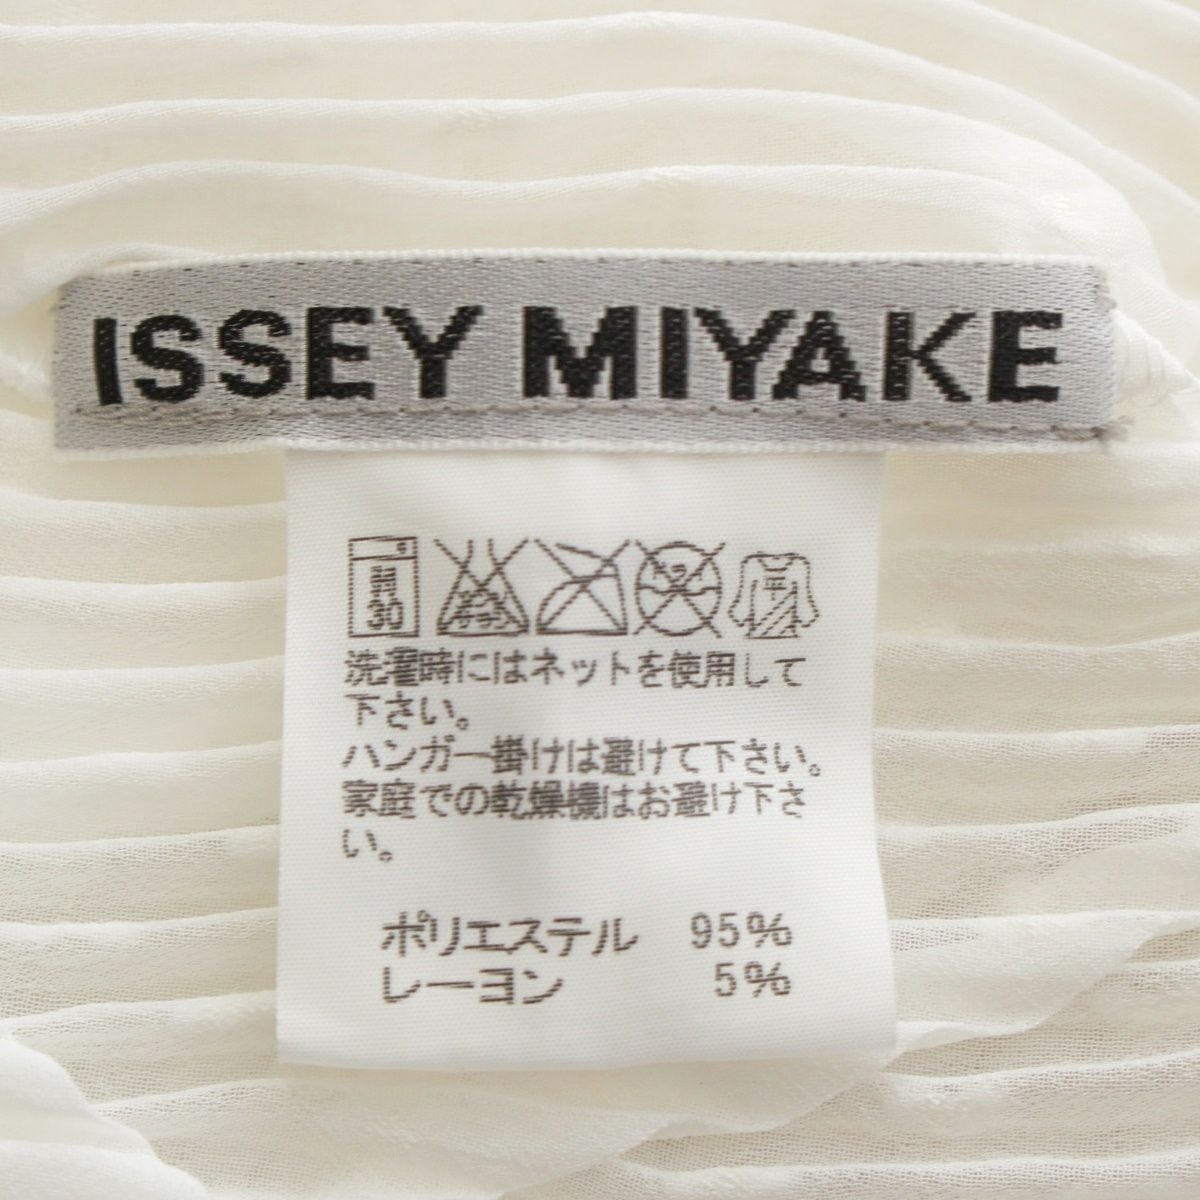 ISSEY MIYAKE
弱
30
洗濯時にはネットを使用して
下さい。
ハンガー掛けは避けて下さい。
家庭での乾燥機はお避け下さ
い。
ポリエステル 95%
レーヨン 5%